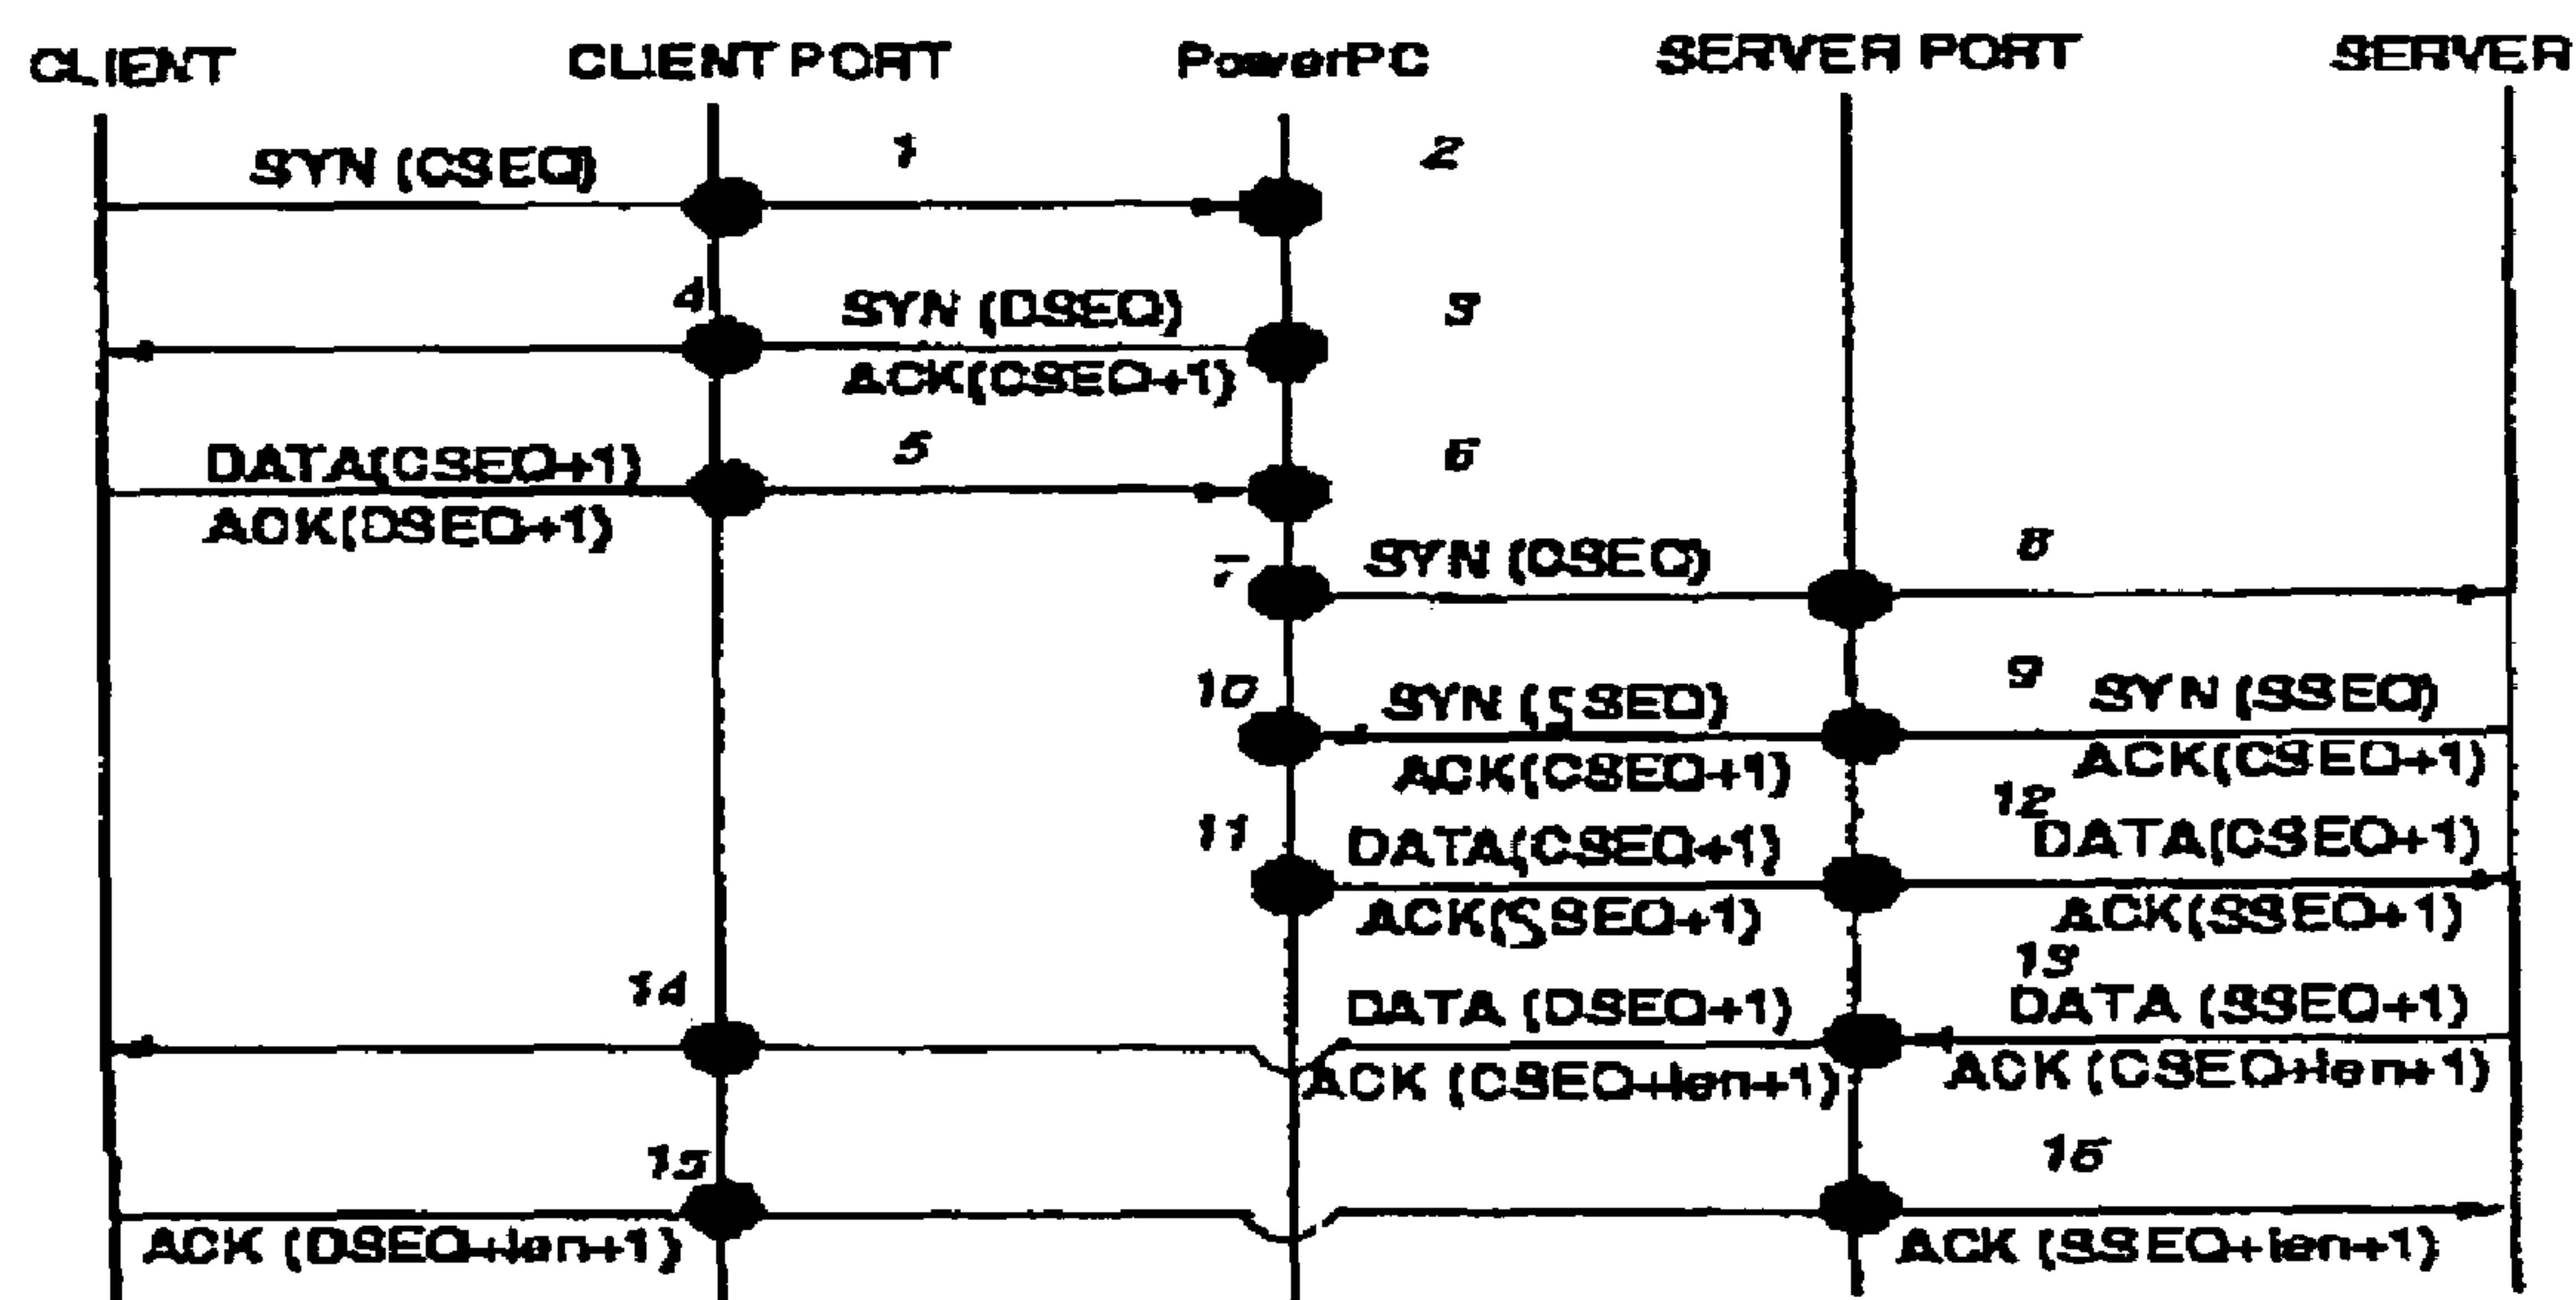 CLIENT CLIENT PORT PowerPC SERVER PORT SERVER
SYN (CSEQ) 1 2
4 SYN (DSEQ) 3
ACK(CSEQ+1)
DATA(CSEQ+1) 5 6
ACK(DSEQ+1)
7 SYN (CSEQ) 8
10 SYN (SSEQ) 9 SYN (SSEQ)
ACK(CSEQ+1) ACK(CSEQ+1)
11 DATA(CSEQ+1) 12 DATA(CSEQ+1)
ACK(SSEQ+1) ACK(SSEQ+1)
14 DATA (DSEQ+1) 13 DATA (SSEQ+1)
ACK (CSEQ+len+1) ACK (CSEQ+len+1)
15 16
ACK (DSEQ+len+1) ACK (SSEQ+len+1)